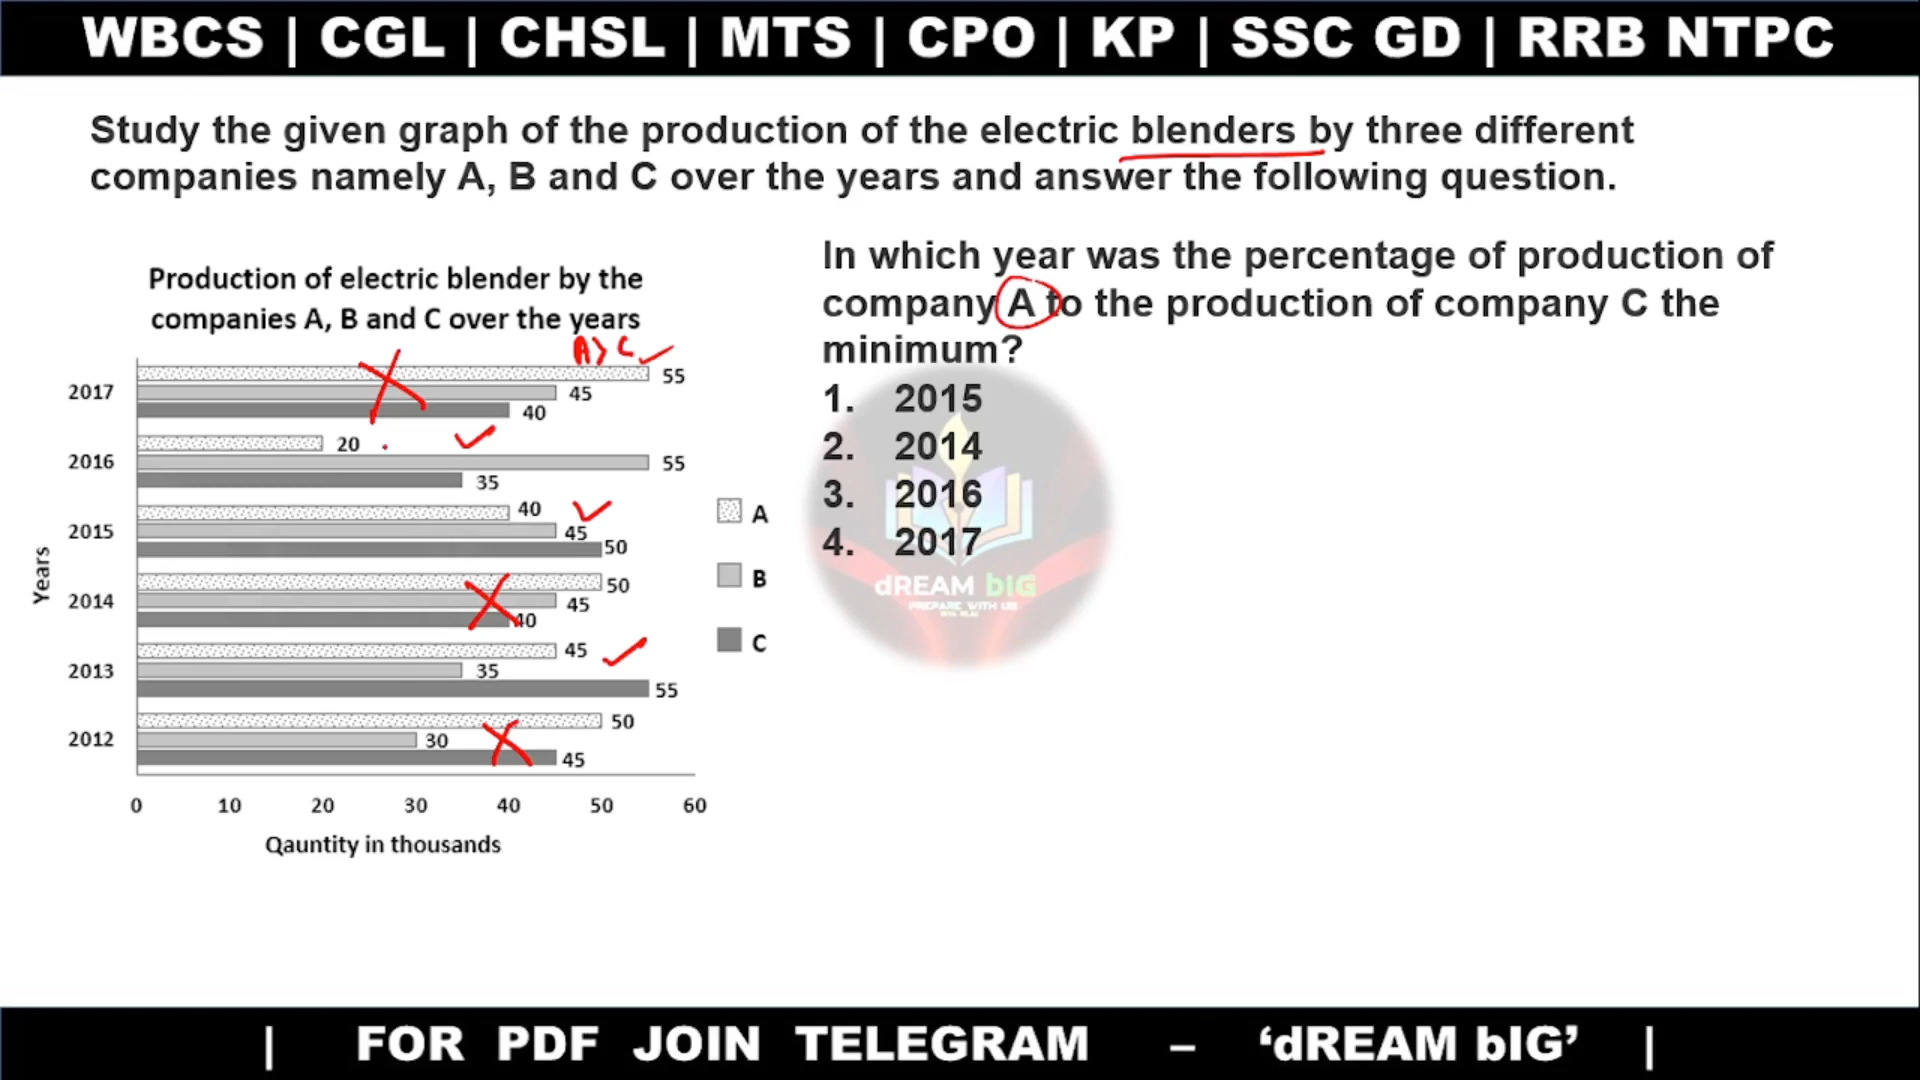 WBCS | CGL | CHSL | MTS | CPO | KP | SSC GD | RRB NTPC
Study the given graph of the production of the electric blenders by three different
companies namely A, B and C over the years and answer the following question.
Production of electric blender by the
companies A, B and C over the years
A > C
2017
55
45
40
2016
20
55
35
2015
40
45
50
2014
50
45
40
2013
45
35
55
2012
50
30
45
Years
0 10 20 30 40 50 60
Qauntity in thousands
A
B
C
In which year was the percentage of production of
company A to the production of company C the
minimum?
1. 2015
2. 2014
3. 2016
4. 2017
dREAM bIG
PREPARE WITH US
| FOR PDF JOIN TELEGRAM – ‘dREAM bIG’ |